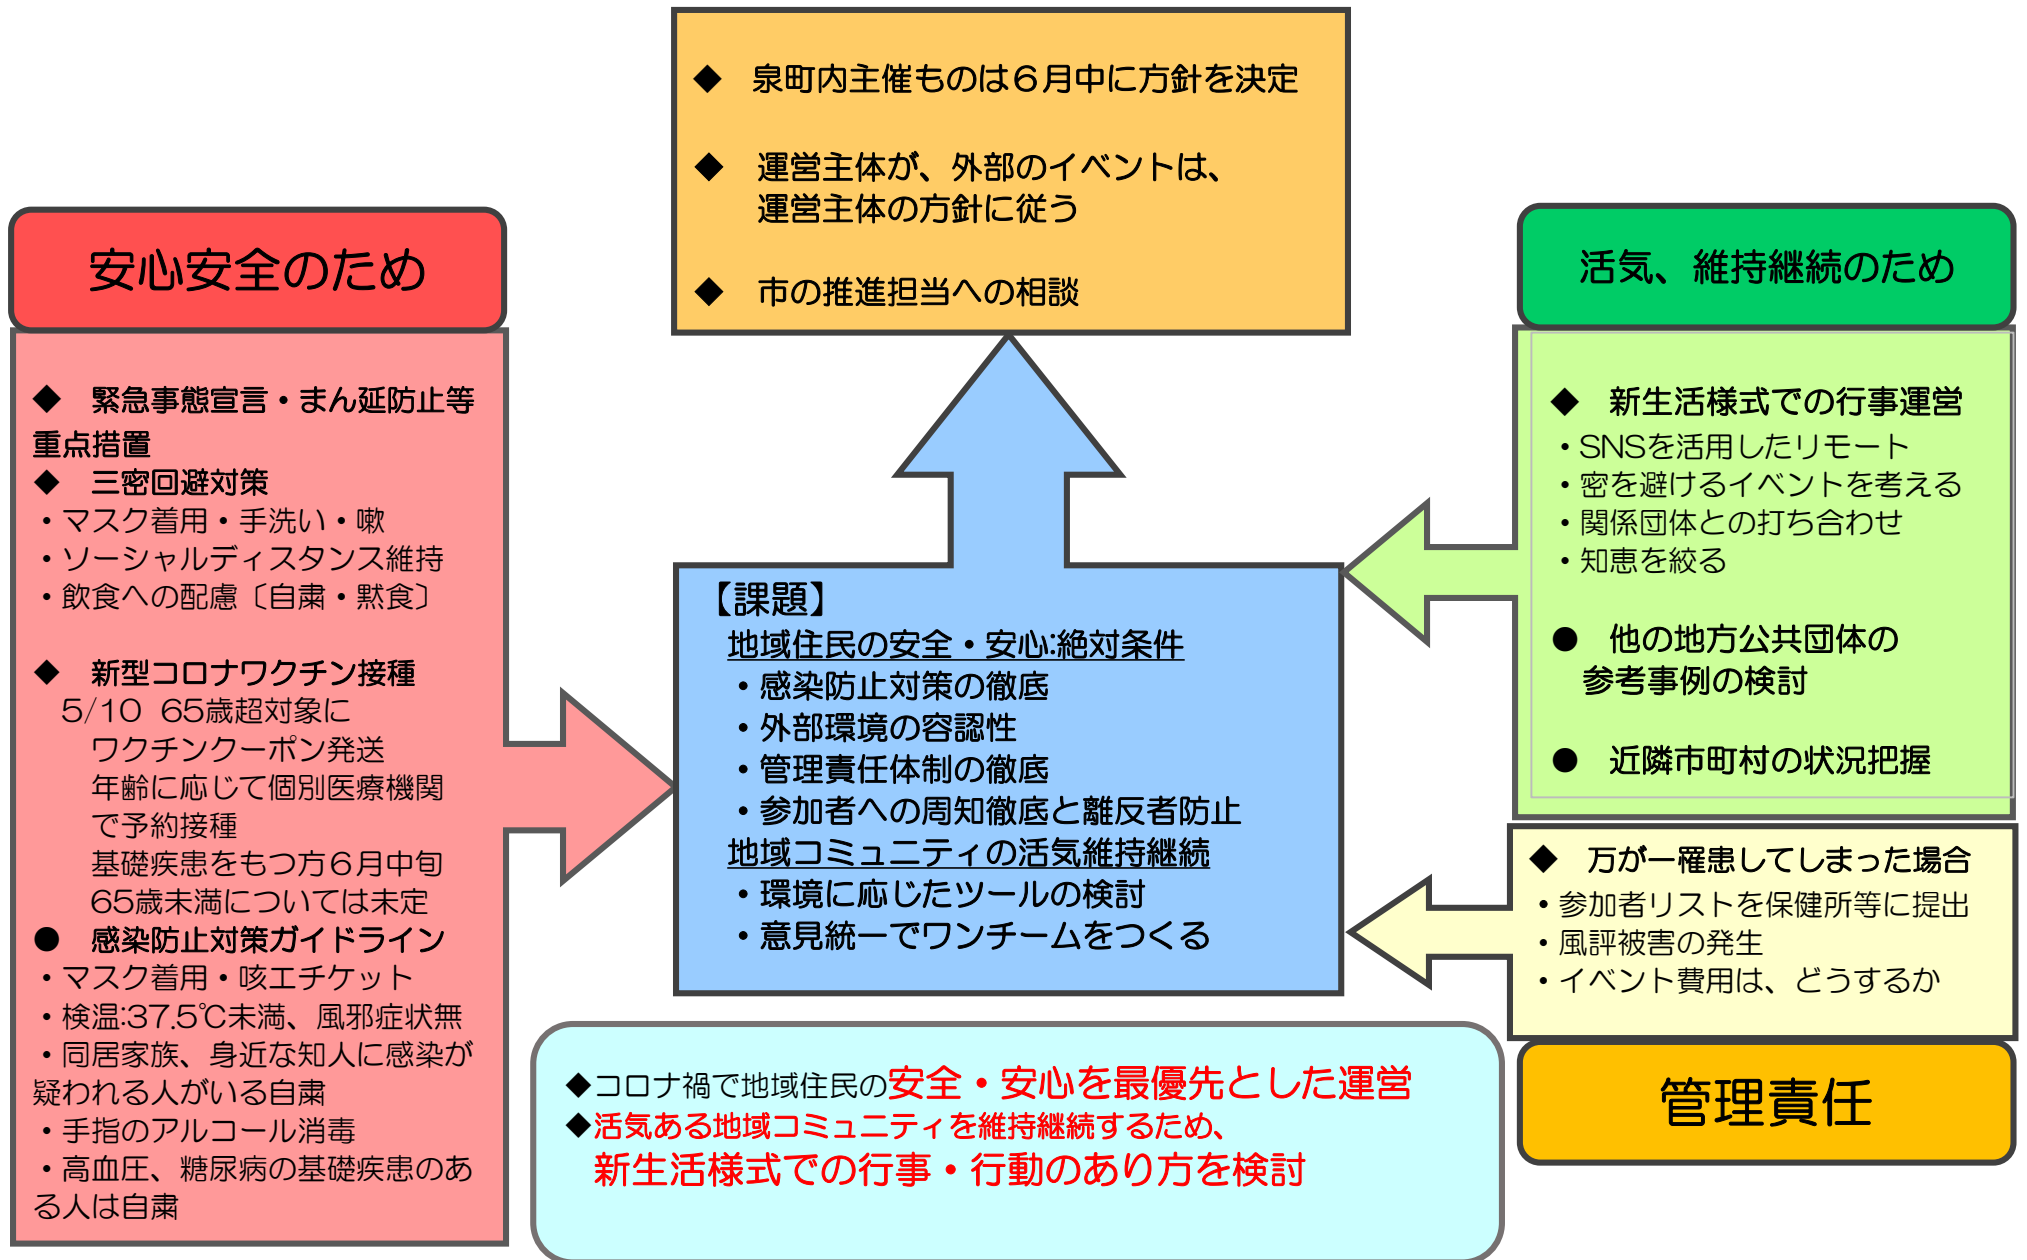 ◆　泉町内主催ものは６月中に方針を決定
◆　運営主体が、外部のイベントは、
運営主体の方針に従う
◆　市の推進担当への相談
安心安全のため
◆　緊急事態宣言・まん延防止等
重点措置
◆　三密回避対策
・マスク着用・手洗い・嗽
・ソーシャルディスタンス維持
・飲食への配慮〔自粛・黙食〕
◆　新型コロナワクチン接種
5/10 65歳超対象に
ワクチンクーポン発送
年齢に応じて個別医療機関
で予約接種
基礎疾患をもつ方６月中旬
65歳未満については未定
●　感染防止対策ガイドライン
・マスク着用・咳エチケット
・検温:37.5℃未満、風邪症状無
・同居家族、身近な知人に感染が
疑われる人がいる自粛
・手指のアルコール消毒
・高血圧、糖尿病の基礎疾患のあ
る人は自粛
【課題】
地域住民の安全・安心:絶対条件
・感染防止対策の徹底
・外部環境の容認性
・管理責任体制の徹底
・参加者への周知徹底と離反者防止
地域コミュニティの活気維持継続
・環境に応じたツールの検討
・意見統一でワンチームをつくる
活気、維持継続のため
◆　新生活様式での行事運営
・SNSを活用したリモート
・密を避けるイベントを考える
・関係団体との打ち合わせ
・知恵を絞る
●　他の地方公共団体の
参考事例の検討
●　近隣市町村の状況把握
◆　万が一罹患してしまった場合
・参加者リストを保健所等に提出
・風評被害の発生
・イベント費用は、どうするか
管理責任
◆コロナ禍で地域住民の安全・安心を最優先とした運営
◆活気ある地域コミュニティを維持継続するため、
新生活様式での行事・行動のあり方を検討